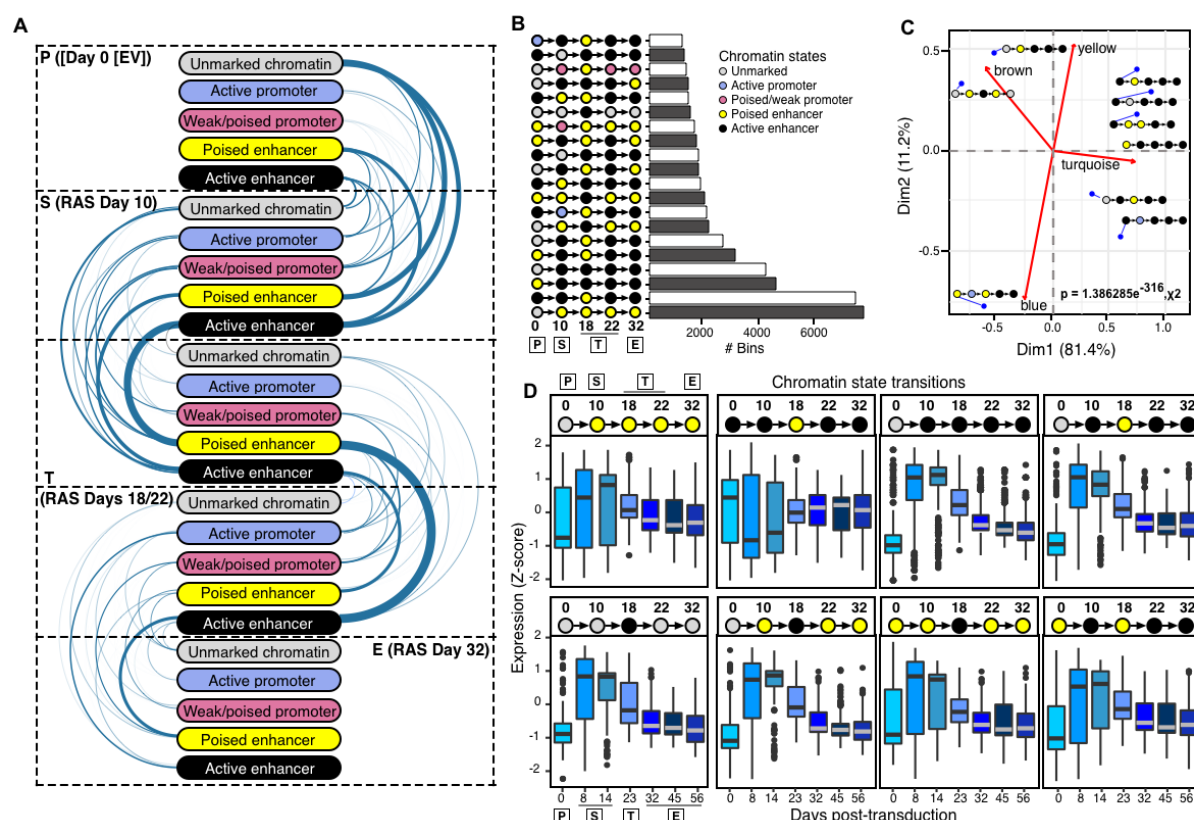 A
P ([Day 0 [EV])
Unmarked chromatin
Active promoter
Weak/poised promoter
Poised enhancer
Active enhancer
S (RAS Day 10)
Unmarked chromatin
Active promoter
Weak/poised promoter
Poised enhancer
Active enhancer
Unmarked chromatin
Active promoter
Weak/poised promoter
Poised enhancer
Active enhancer
T
(RAS Days 18/22)
Unmarked chromatin
Active promoter
Weak/poised promoter
Poised enhancer
Active enhancer
E (RAS Day 32)
Unmarked chromatin
Active promoter
Weak/poised promoter
Poised enhancer
Active enhancer
B
Chromatin states
Unmarked
Active promoter
Poised/weak promoter
Poised enhancer
Active enhancer
0 10 18 22 32
P S T E
2000 4000 6000
# Bins
C
0.5
0.0
-0.5
Dim2 (11.2%)
yellow
brown
turquoise
blue
p = 1.386285e-316,χ2
-0.5 0.0 0.5 1.0
Dim1 (81.4%)
D
P S T E
Chromatin state transitions
0 10 18 22 32
0 10 18 22 32
0 10 18 22 32
0 10 18 22 32
2
1
0
-1
-2
Expression (Z-score)
0 10 18 22 32
0 10 18 22 32
0 10 18 22 32
0 10 18 22 32
2
1
0
-1
-2
0 8 14 23 32 45 56
0 8 14 23 32 45 56
0 8 14 23 32 45 56
0 8 14 23 32 45 56
P S T E
Days post-transduction